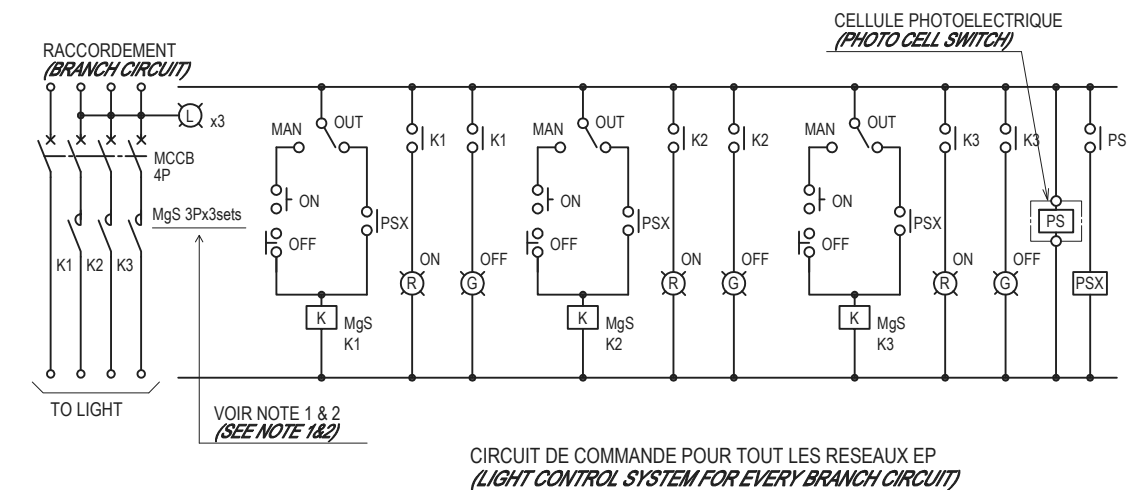 CELLULE PHOTOELECTRIQUE
(PHOTO CELL SWITCH)
RACCORDEMENT
(BRANCH CIRCUIT)
L x3
MCCB
4P
MgS 3Px3sets
K1 K2 K3
TO LIGHT
VOIR NOTE 1 & 2
(SEE NOTE 1&2)
MAN OUT
ON
OFF
PSX
K MgS
K1
K1 K1
ON OFF
R G
MAN OUT
ON
OFF
PSX
K MgS
K2
K2 K2
ON OFF
R G
MAN OUT
ON
OFF
PSX
K MgS
K3
K3 K3
ON OFF
R G
PS
PS
PSX
CIRCUIT DE COMMANDE POUR TOUT LES RESEAUX EP
(LIGHT CONTROL SYSTEM FOR EVERY BRANCH CIRCUIT)